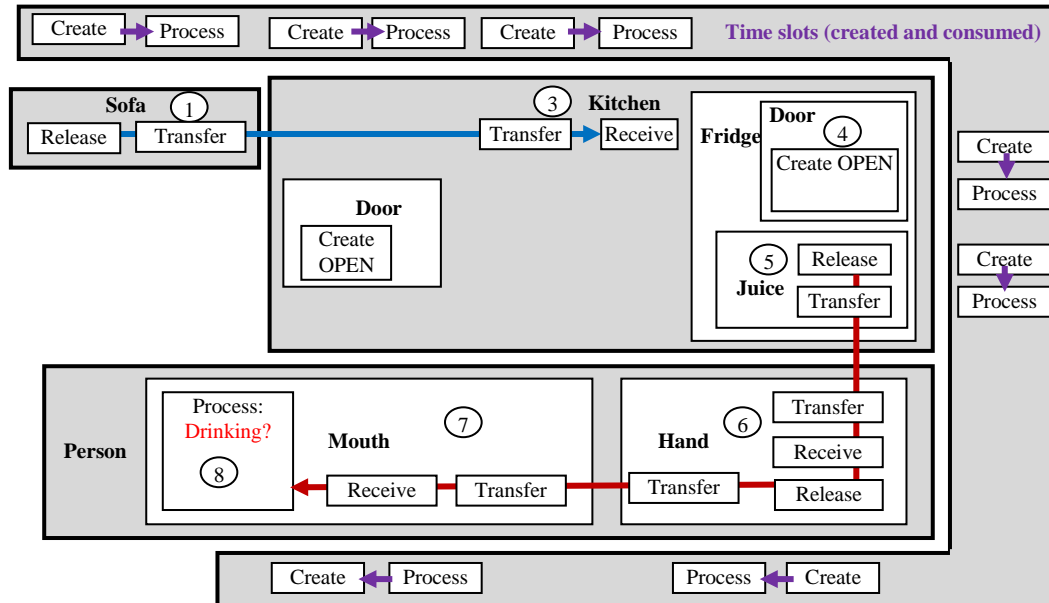 Create
Process
Create
Process
Create
Process
Time slots (created and consumed)
Sofa
1
Release
Transfer
3
Kitchen
Transfer
Receive
Fridge
Door
4
Create OPEN
Create
Process
Door
Create
OPEN
5
Release
Juice
Transfer
Create
Process
Process:
Drinking?
7
Mouth
8
Receive
Transfer
Person
Hand
6
Transfer
Receive
Transfer
Release
Create
Process
Process
Create